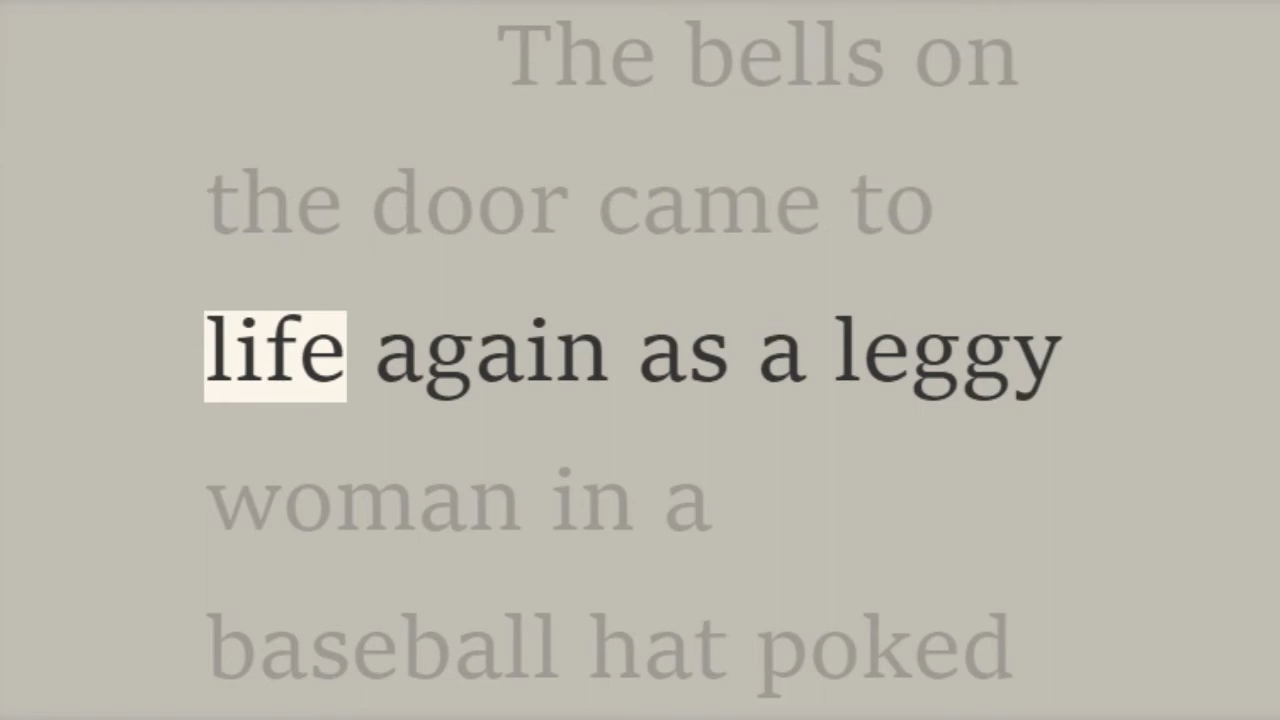 The bells on
the door came to
life again as a leggy
woman in a
baseball hat poked